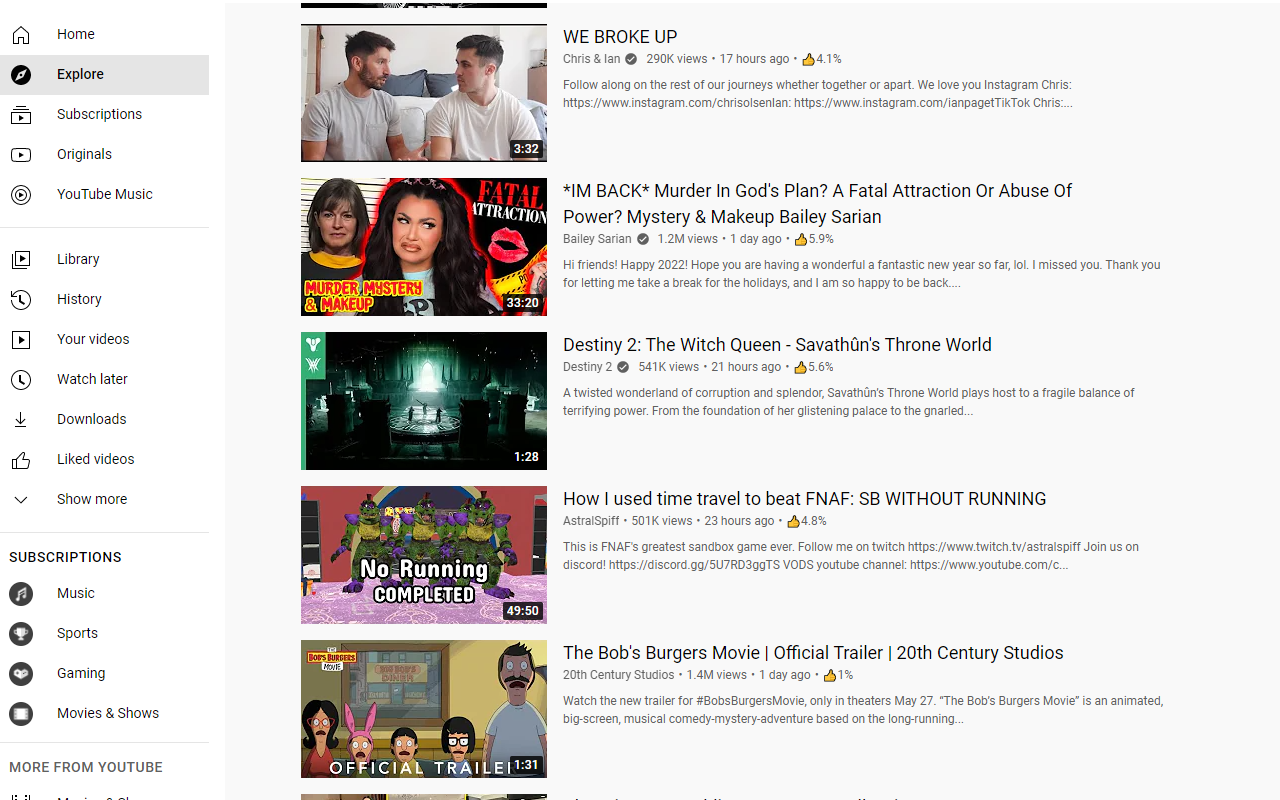 Home
Explore
Subscriptions
Originals
YouTube Music
Library
History
Your videos
Watch later
Downloads
Liked videos
Show more
SUBSCRIPTIONS
Music
Sports
Gaming
Movies & Shows
MORE FROM YOUTUBE
3:32
WE BROKE UP
Chris & Ian 290K views • 17 hours ago • 👍4.1%
Follow along on the rest of our journeys whether together or apart. We love you Instagram Chris:
https://www.instagram.com/chrisolsenIan: https://www.instagram.com/ianpagetTikTok Chris:...
FATAL
ATTRACTION
MURDER, MYSTERY
& MAKEUP
33:20
*IM BACK* Murder In God's Plan? A Fatal Attraction Or Abuse Of
Power? Mystery & Makeup Bailey Sarian
Bailey Sarian 1.2M views • 1 day ago • 👍5.9%
Hi friends! Happy 2022! Hope you are having a wonderful a fantastic new year so far, lol. I missed you. Thank you
for letting me take a break for the holidays, and I am so happy to be back....
1:28
Destiny 2: The Witch Queen - Savathûn's Throne World
Destiny 2 541K views • 21 hours ago • 👍5.6%
A twisted wonderland of corruption and splendor, Savathûn's Throne World plays host to a fragile balance of
terrifying power. From the foundation of her glistening palace to the gnarled...
No Running
COMPLETED
49:50
How I used time travel to beat FNAF: SB WITHOUT RUNNING
AstralSpiff • 501K views • 23 hours ago • 👍4.8%
This is FNAF's greatest sandbox game ever. Follow me on twitch https://www.twitch.tv/astralspiff Join us on
discord! https://discord.gg/5U7RD3ggTS VODS youtube channel: https://www.youtube.com/c...
THE
BOB'S BURGERS
MOVIE
OFFICIAL TRAILER
1:31
The Bob's Burgers Movie | Official Trailer | 20th Century Studios
20th Century Studios • 1.4M views • 1 day ago • 👍1%
Watch the new trailer for #BobsBurgersMovie, only in theaters May 27. “The Bob's Burgers Movie” is an animated,
big-screen, musical comedy-mystery-adventure based on the long-running...